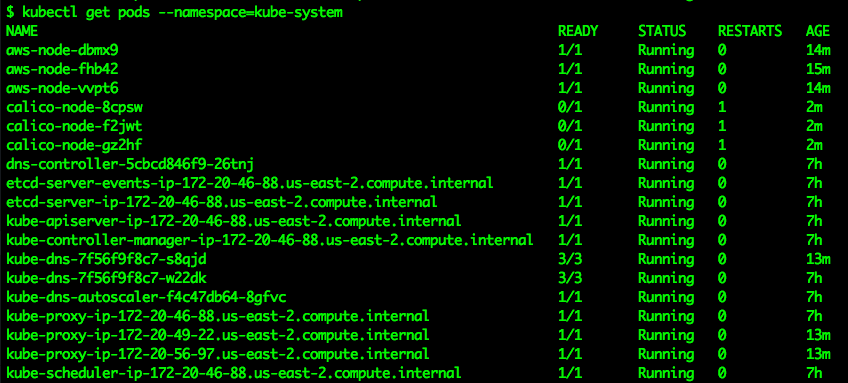 $ kubectl get pods --namespace=kube-system
NAME READY STATUS RESTARTS AGE
aws-node-dbmx9 1/1 Running 0 14m
aws-node-fhb42 1/1 Running 0 15m
aws-node-vvpt6 1/1 Running 0 14m
calico-node-8cpsw 0/1 Running 1 2m
calico-node-f2jwt 0/1 Running 1 2m
calico-node-gz2hf 0/1 Running 1 2m
dns-controller-5cbcd846f9-26tnj 1/1 Running 0 7h
etcd-server-events-ip-172-20-46-88.us-east-2.compute.internal 1/1 Running 0 7h
etcd-server-ip-172-20-46-88.us-east-2.compute.internal 1/1 Running 0 7h
kube-apiserver-ip-172-20-46-88.us-east-2.compute.internal 1/1 Running 0 7h
kube-controller-manager-ip-172-20-46-88.us-east-2.compute.internal 1/1 Running 0 7h
kube-dns-7f56f9f8c7-s8qjd 3/3 Running 0 13m
kube-dns-7f56f9f8c7-w22dk 3/3 Running 0 7h
kube-dns-autoscaler-f4c47db64-8gfvc 1/1 Running 0 7h
kube-proxy-ip-172-20-46-88.us-east-2.compute.internal 1/1 Running 0 7h
kube-proxy-ip-172-20-49-22.us-east-2.compute.internal 1/1 Running 0 13m
kube-proxy-ip-172-20-56-97.us-east-2.compute.internal 1/1 Running 0 13m
kube-scheduler-ip-172-20-46-88.us-east-2.compute.internal 1/1 Running 0 7h